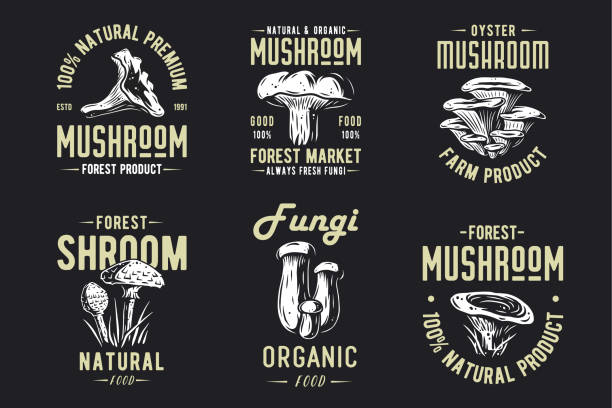 100% NATURAL PREMIUM
ESTD 1991
MUSHROOM
FOREST PRODUCT
NATURAL & ORGANIC
MUSHROOM
GOOD FOOD
100% 100%
FOREST MARKET
ALWAYS FRESH FUNGI
OYSTER
MUSHROOM
FARM PRODUCT
FOREST
SHROOM
NATURAL
FOOD
Fungi
ORGANIC
FOOD
-FOREST-
MUSHROOM
• 100% NATURAL PRODUCT •